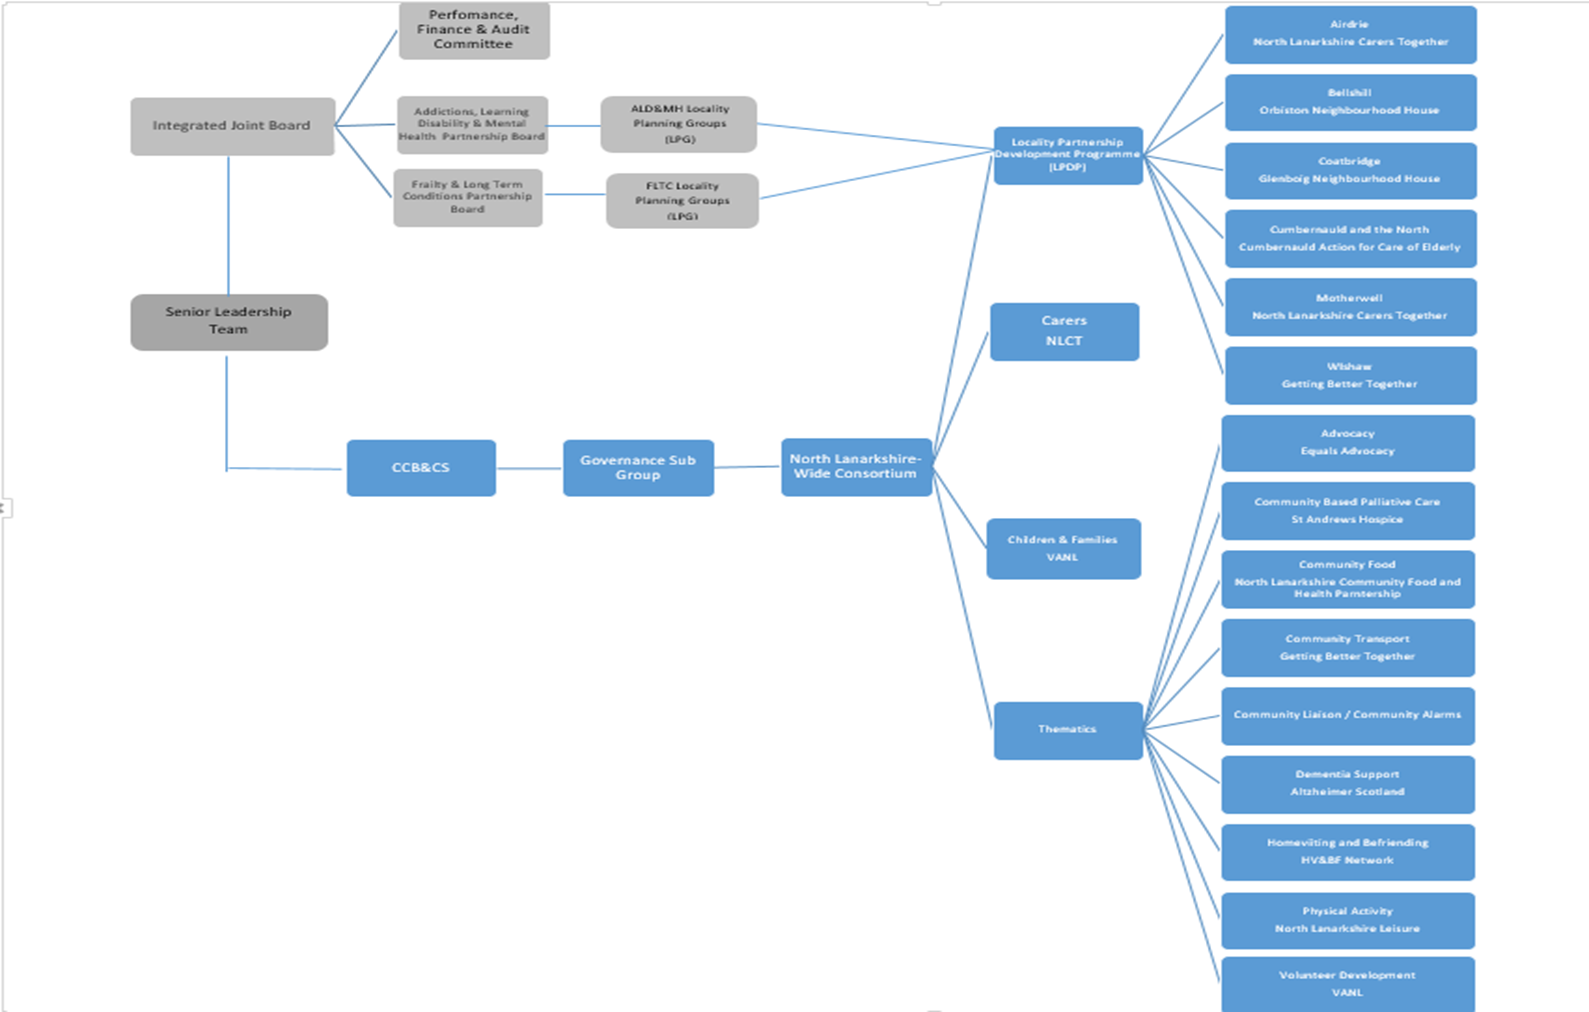 Perfomance,
Finance & Audit
Committee
Integrated Joint Board
Addictions, Learning
Disability & Mental
Health Partnership Board
ALD&MH Locality
Planning Groups
(LPG)
Frailty & Long Term
Conditions Partnership
Board
FLTC Locality
Planning Groups
(LPG)
Senior Leadership
Team
CCB&CS
Governance Sub
Group
North Lanarkshire-
Wide Consortium
Locality Partnership
Development Programme
(LPDP)
Carers
NLCT
Children & Families
VANL
Thematics
Airdrie
North Lanarkshire Carers Together
Bellshill
Orbiston Neighbourhood House
Coatbridge
Glenboig Neighbourhood House
Cumbernauld and the North
Cumbernauld Action for Care of Elderly
Motherwell
North Lanarkshire Carers Together
Wishaw
Getting Better Together
Advocacy
Equals Advocacy
Community Based Palliative Care
St Andrews Hospice
Community Food
North Lanarkshire Community Food and
Health Parntership
Community Transport
Getting Better Together
Community Liaison / Community Alarms
Dementia Support
Altzheimer Scotland
Homeviiting and Befriending
HV&BF Network
Physical Activity
North Lanarkshire Leisure
Volunteer Development
VANL